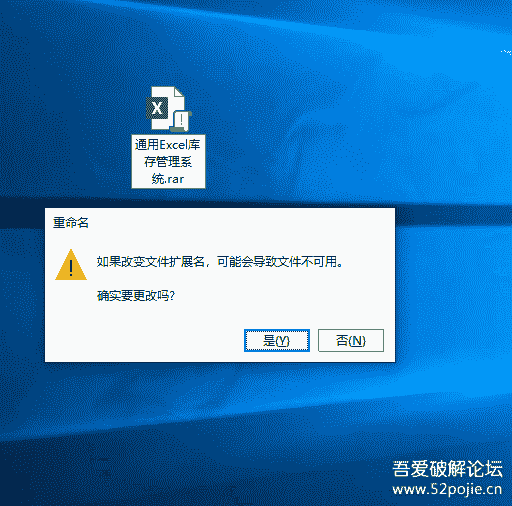 通用Excel库
存管理系
统.rar
重命名
如果改变文件扩展名，可能会导致文件不可用。
确实要更改吗?
是(Y)
否(N)
吾爱破解论坛
www.52pojie.cn